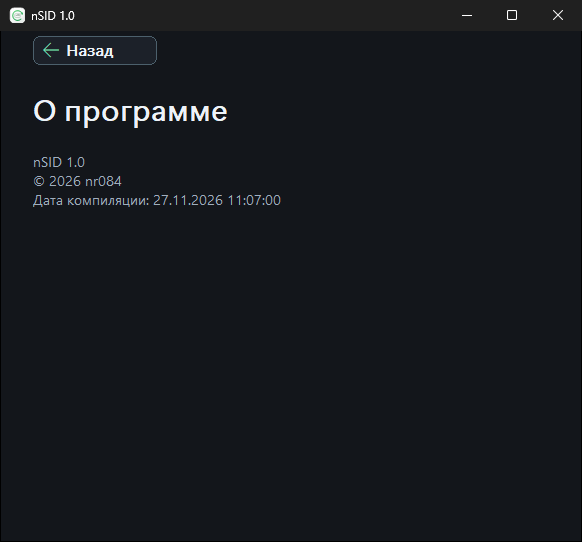 nSID 1.0
Назад
О программе
nSID 1.0
© 2026 nr084
Дата компиляции: 27.11.2026 11:07:00